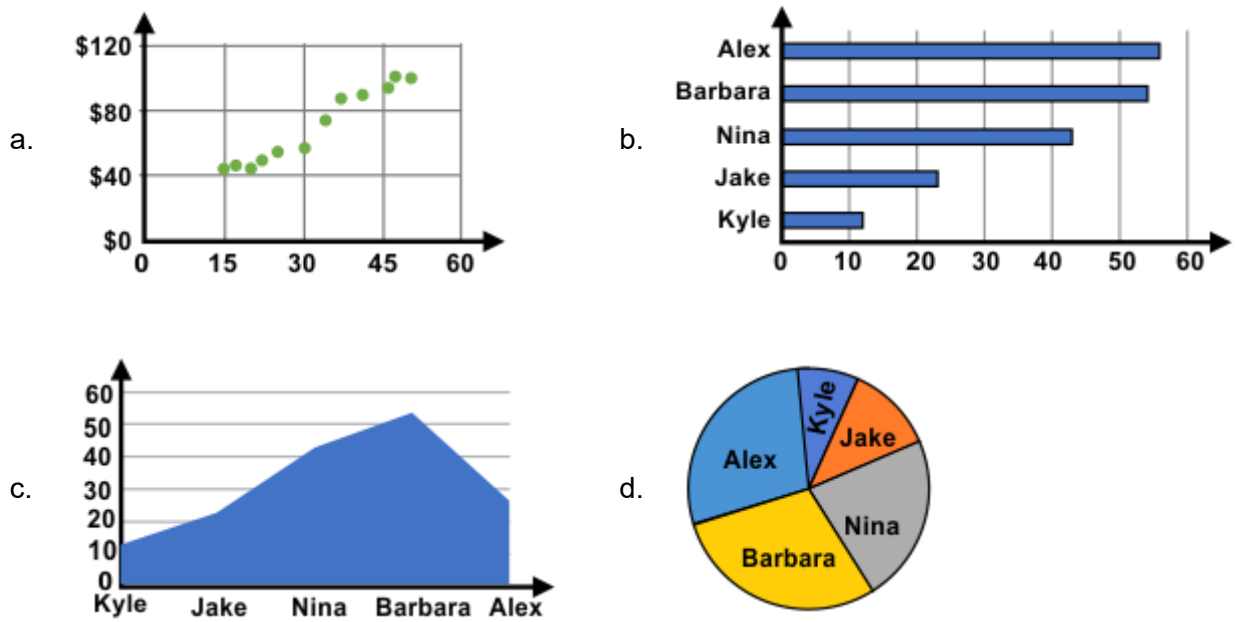 a.
$120
$80
$40
$0
0 15 30 45 60
b.
Alex
Barbara
Nina
Jake
Kyle
0 10 20 30 40 50 60
c.
60
50
40
30
20
10
0
Kyle Jake Nina Barbara Alex
d.
Kyle
Jake
Alex
Nina
Barbara